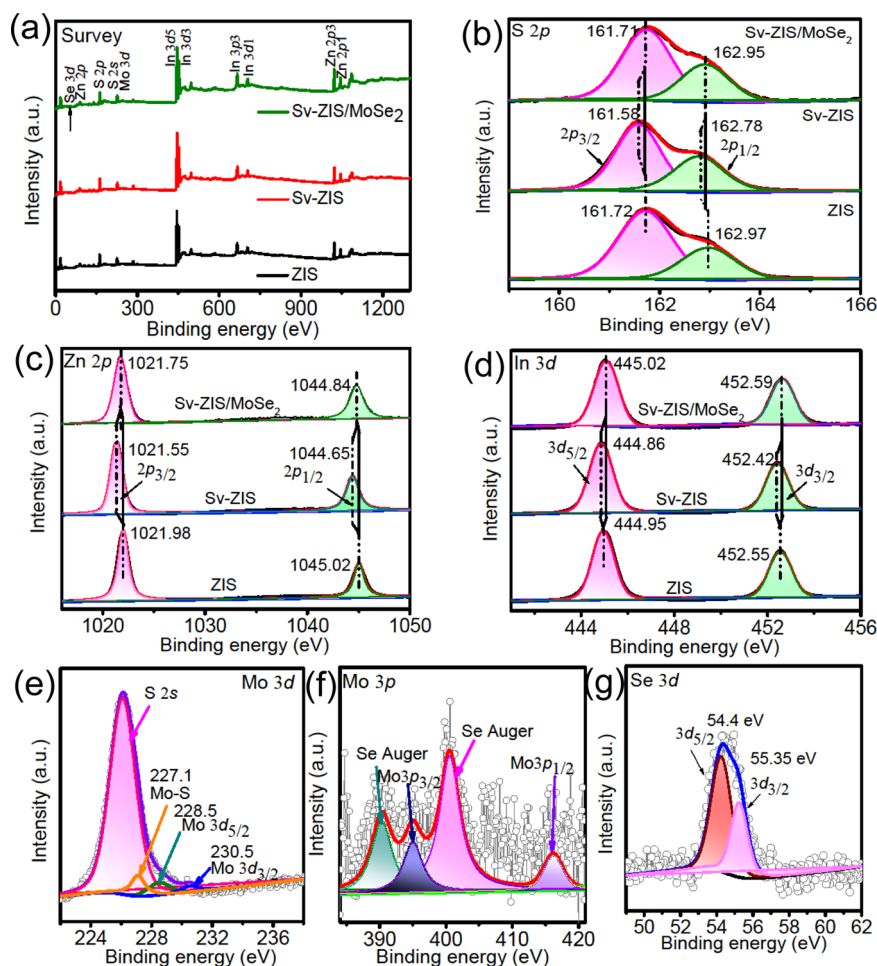 (a)
Survey
Se 3d
Zn 2p
S 2p
S 2s
Mo 3d
In 3d5
In 3d3
In 3p3
In 3d1
Zn 2p3
Zn 2p1
Sv-ZIS/MoSe2
Sv-ZIS
ZIS
Intensity (a.u.)
0 300 600 900 1200
Binding energy (eV)
(b)
S 2p
161.71
162.95
Sv-ZIS/MoSe2
161.58
Sv-ZIS
162.78
2p3/2
2p1/2
161.72
ZIS
162.97
Intensity (a.u.)
160 162 164 166
Binding energy (eV)
(c)
Zn 2p
1021.75
1044.84
Sv-ZIS/MoSe2
1021.55
2p3/2
1044.65
2p1/2
Sv-ZIS
1021.98
1045.02
ZIS
Intensity (a.u.)
1020 1030 1040 1050
Binding energy (eV)
(d)
In 3d
445.02
452.59
Sv-ZIS/MoSe2
3d5/2
444.86
452.42
3d3/2
Sv-ZIS
444.95
452.55
ZIS
Intensity (a.u.)
444 448 452 456
Binding energy (eV)
(e)
Mo 3d
S 2s
227.1
Mo-S
228.5
Mo 3d5/2
230.5
Mo 3d3/2
Intensity (a.u.)
224 228 232 236
Binding energy (eV)
(f)
Mo 3p
Se Auger
Se Auger
Mo3p3/2
Mo3p1/2
Intensity (a.u.)
390 400 410 420
Binding energy (eV)
(g)
Se 3d
54.4 eV
3d5/2
55.35 eV
3d3/2
Intensity (a.u.)
50 52 54 56 58 60 62
Binding energy (eV)